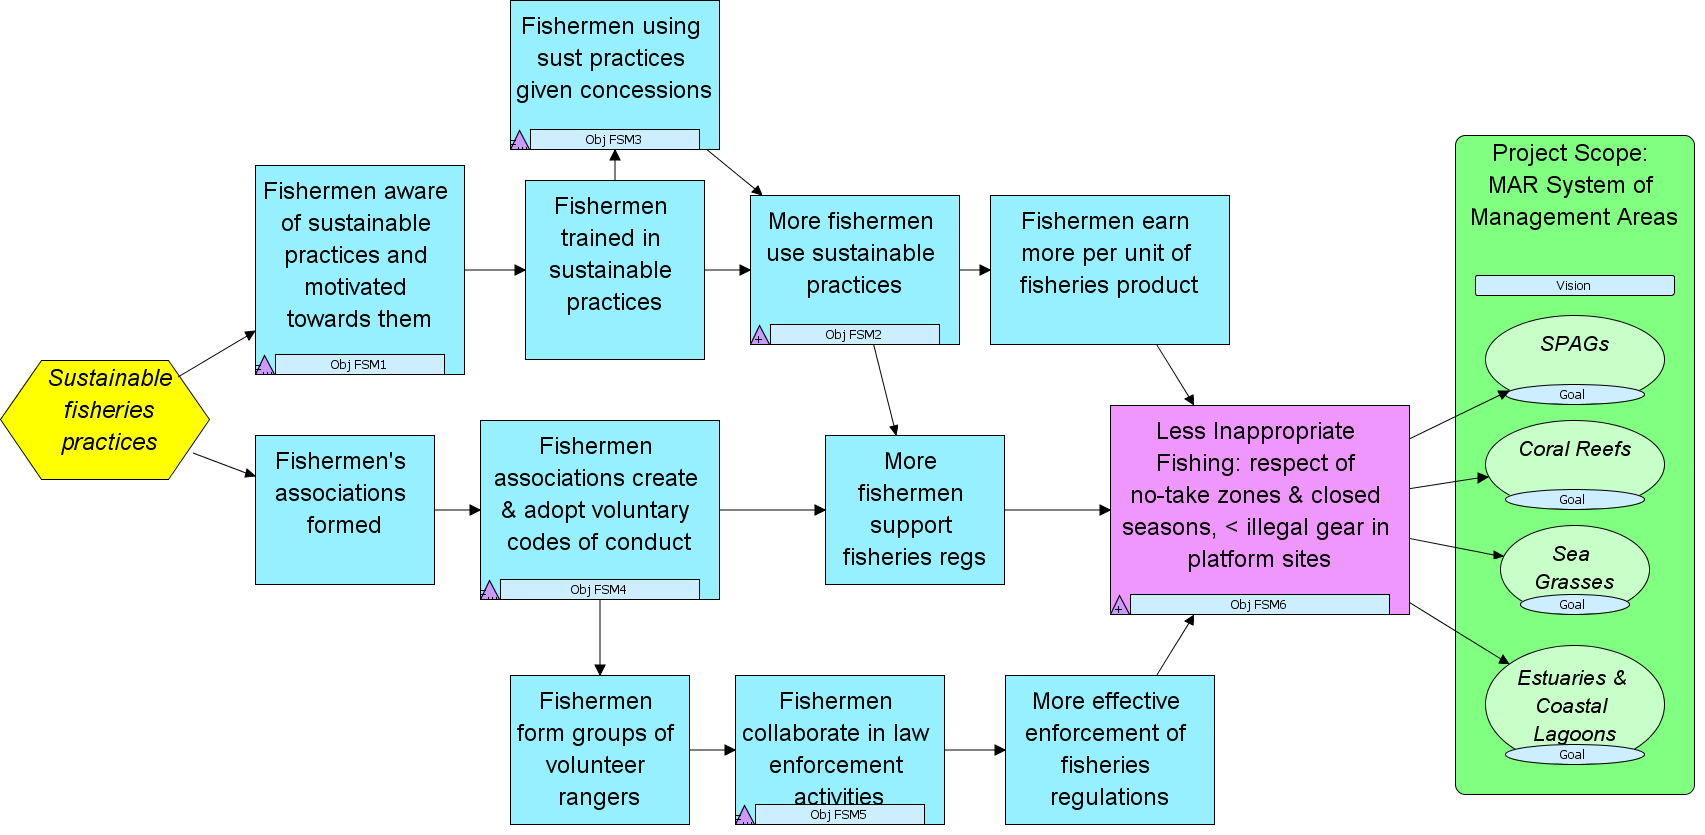 Sustainable
fisheries
practices
Fishermen aware
of sustainable
practices and
motivated
towards them
Obj FSM1
Fishermen's
associations
formed
Fishermen using
sust practices
given concessions
Obj FSM3
Fishermen
trained in
sustainable
practices
Fishermen
associations create
& adopt voluntary
codes of conduct
Obj FSM4
Fishermen
form groups of
volunteer
rangers
More fishermen
use sustainable
practices
+
Obj FSM2
Fishermen earn
more per unit of
fisheries product
More
fishermen
support
fisheries regs
Fishermen
collaborate in law
enforcement
activities
Obj FSM5
More effective
enforcement of
fisheries
regulations
Less Inappropriate
Fishing: respect of
no-take zones & closed
seasons, < illegal gear in
platform sites
+
Obj FSM6
Project Scope:
MAR System of
Management Areas
Vision
SPAGs
Goal
Coral Reefs
Goal
Sea
Grasses
Goal
Estuaries &
Coastal
Lagoons
Goal